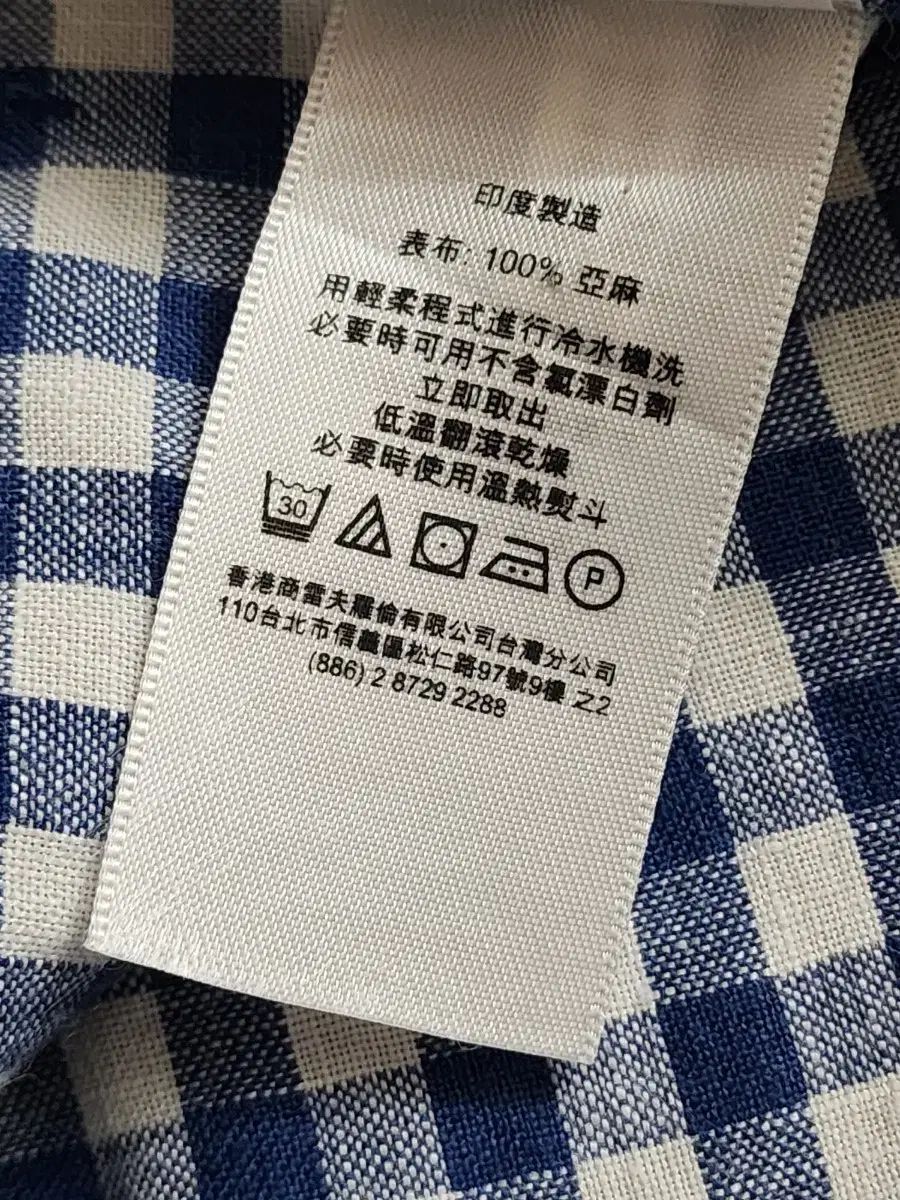 印度製造
表布: 100% 亞麻
用輕柔程式進行冷水機洗
必要時可用不含氯漂白劑
立即取出
低溫翻滾乾燥
必要時使用溫熱熨斗
30
P
香港商雷夫羅倫有限公司台灣分公司
110台北市信義區松仁路97號9樓 之2
(886) 2 8729 2288